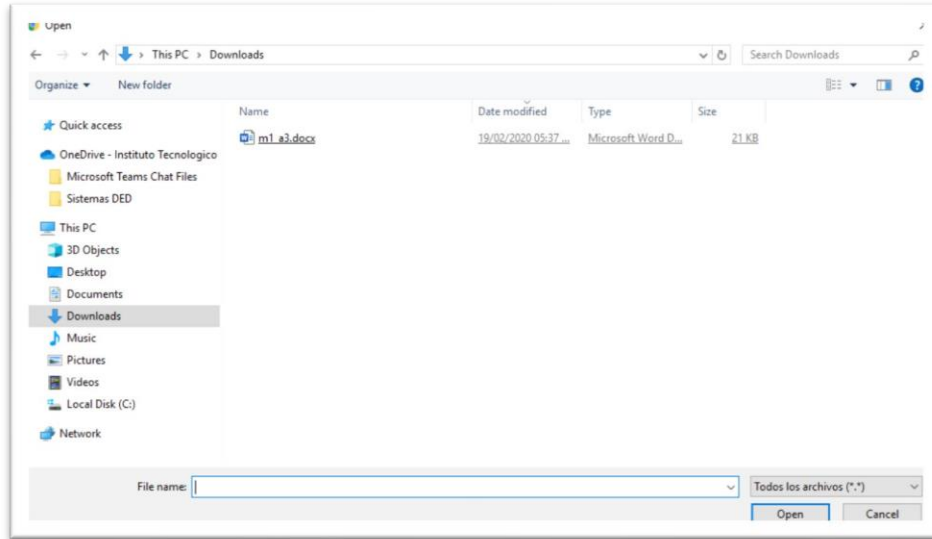 Open
This PC > Downloads
Search Downloads
Organize
New folder
Name
Date modified
Type
Size
m1_a3.docx
19/02/2020 05:37 ...
Microsoft Word D...
21 KB
Quick access
OneDrive - Instituto Tecnologico
Microsoft Teams Chat Files
Sistemas DED
This PC
3D Objects
Desktop
Documents
Downloads
Music
Pictures
Videos
Local Disk (C:)
Network
File name:
Todos los archivos (*.*)
Open
Cancel